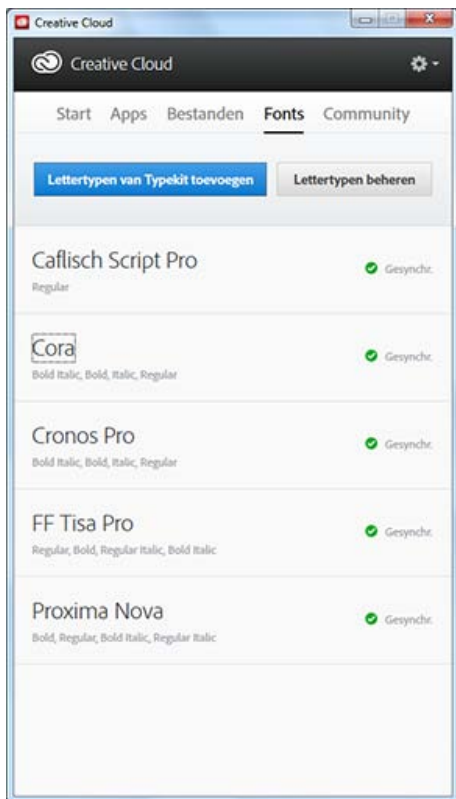 Creative Cloud
Creative Cloud
Start Apps Bestanden Fonts Community
Lettertypen van Typekit toevoegen Lettertypen beheren
Caflisch Script Pro
Gesynchr.
Regular
Cora
Gesynchr.
Bold Italic, Bold, Italic, Regular
Cronos Pro
Gesynchr.
Bold Italic, Bold, Italic, Regular
FF Tisa Pro
Gesynchr.
Regular, Bold, Regular Italic, Bold Italic
Proxima Nova
Gesynchr.
Bold, Regular, Bold Italic, Regular Italic